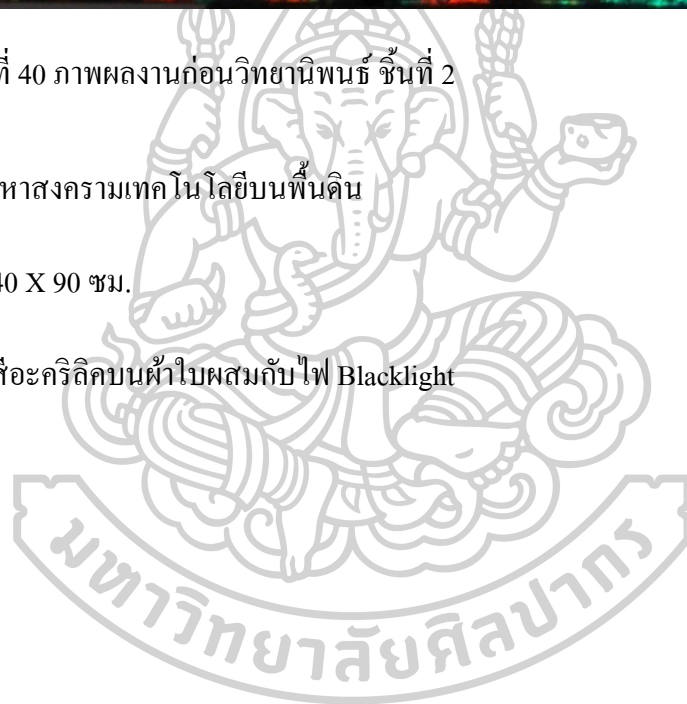 ที่ 40 ภาพผลงานก่อนวิทยานิพนธ์ ชิ้นที่ 2
หาสงครามเทคโนโลยีบนพื้นดิน
40 X 90 ซม.
สีอะคริลิคบนผ้าใบผสมกับไฟ Blacklight
มหาวิทยาลัยศิลปากร